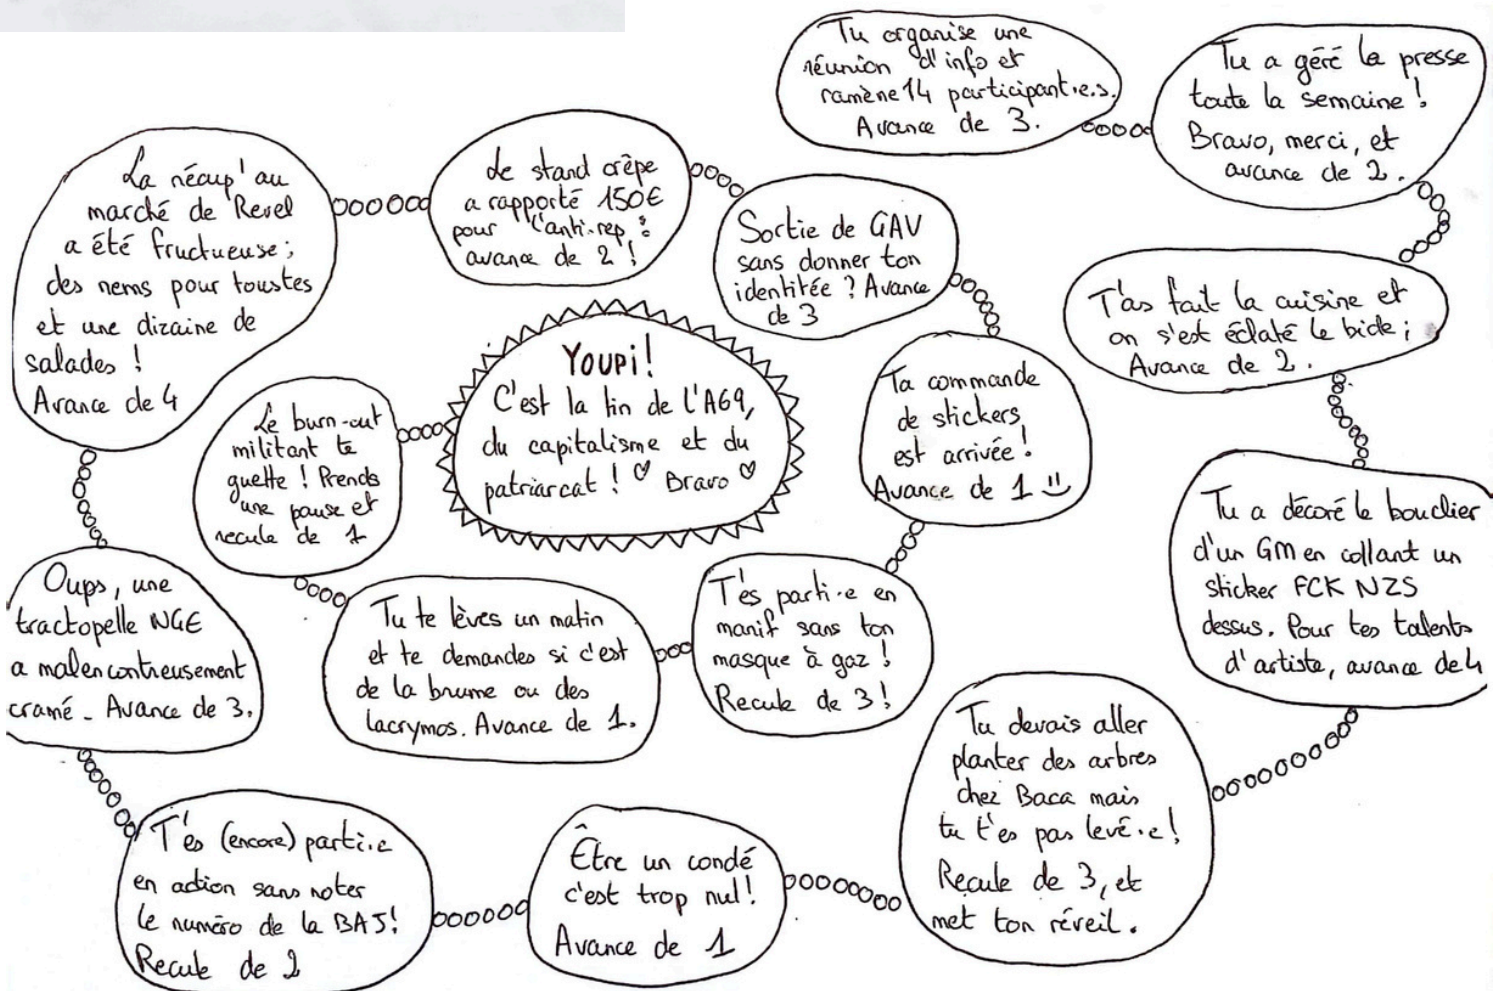 Tu organise une
réunion d'info et
ramène 14 participant.e.s.
Avance de 3.
Tu a géré la presse
toute la semaine !
Bravo, merci, et
avance de 2.
T'as fait la cuisine et
on s'est éclaté le bide ;
Avance de 2.
Tu a décoré le bouclier
d'un GM en collant un
sticker FCK NZS
dessus. Pour tes talents
d'artiste, avance de 4
Tu devais aller
planter des arbres
chez Baca mais
tu t'es pas levé.e !
Recule de 3, et
met ton réveil.
Être un condé
c'est trop nul !
Avance de 1
T'es (encore) parti.e
en action sans noter
le numéro de la BAJ !
Recule de 2
Oups, une
tractopelle NGE
a malencontreusement
cramé - Avance de 3.
La récup' au
marché de Revel
a été fructueuse ;
des nems pour toustes
et une dizaine de
salades !
Avance de 4
Le stand crêpe
a rapporté 150€
pour l'anti-rep :
avance de 2 !
Sortie de GAV
sans donner ton
identitée ? Avance
de 3
Ta commande
de stickers
est arrivée !
Avance de 1
T'es parti.e en
manif sans ton
masque à gaz !
Recule de 3 !
Tu te lèves un matin
et te demandes si c'est
de la brume ou des
lacrymos. Avance de 1.
Le burn-out
militant te
guette ! Prends
une pause et
recule de 1
YOUPI !
C'est la fin de l'A69,
du capitalisme et du
patriarcat ! ♡ Bravo ♡